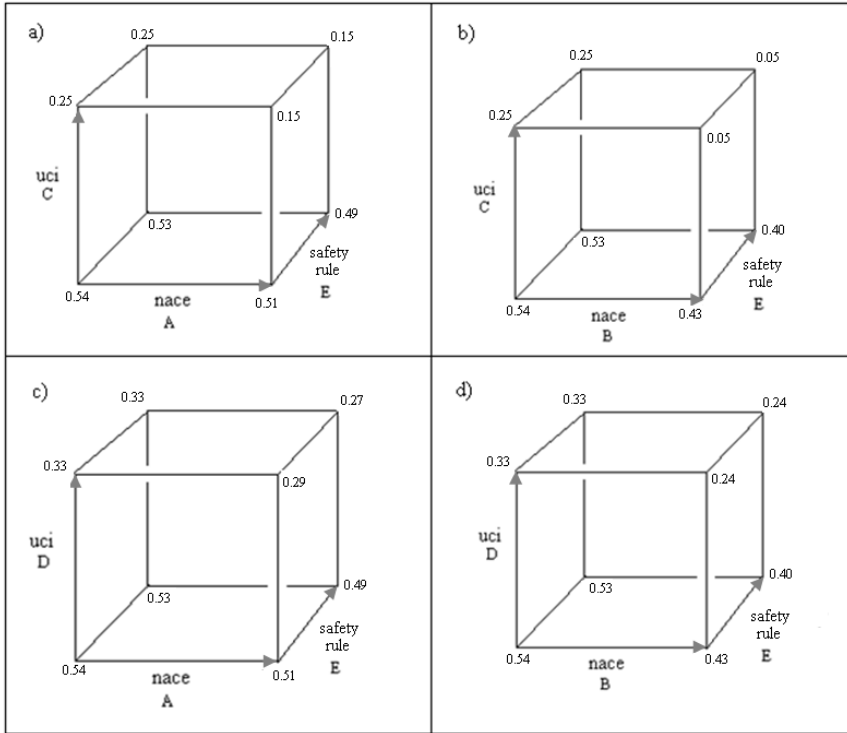 a)
0.25
0.15
0.25
0.15
uci
C
0.53
0.49
safety
rule
E
0.54
nace
A
0.51
b)
0.25
0.05
0.25
0.05
uci
C
0.53
0.40
safety
rule
E
0.54
nace
B
0.43
c)
0.33
0.27
0.33
0.29
uci
D
0.53
0.49
safety
rule
E
0.54
nace
A
0.51
d)
0.33
0.24
0.33
0.24
uci
D
0.53
0.40
safety
rule
E
0.54
nace
B
0.43